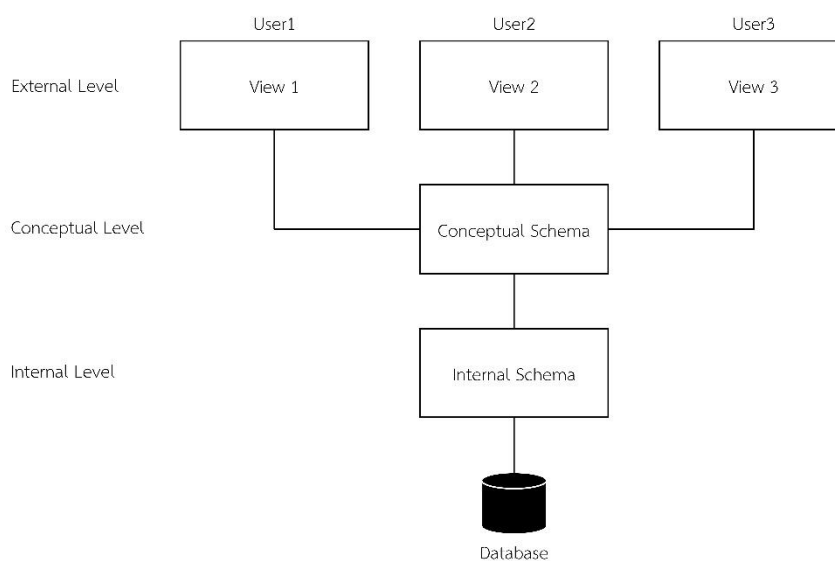 User1
User2
User3
External Level
View 1
View 2
View 3
Conceptual Level
Conceptual Schema
Internal Level
Internal Schema
Database